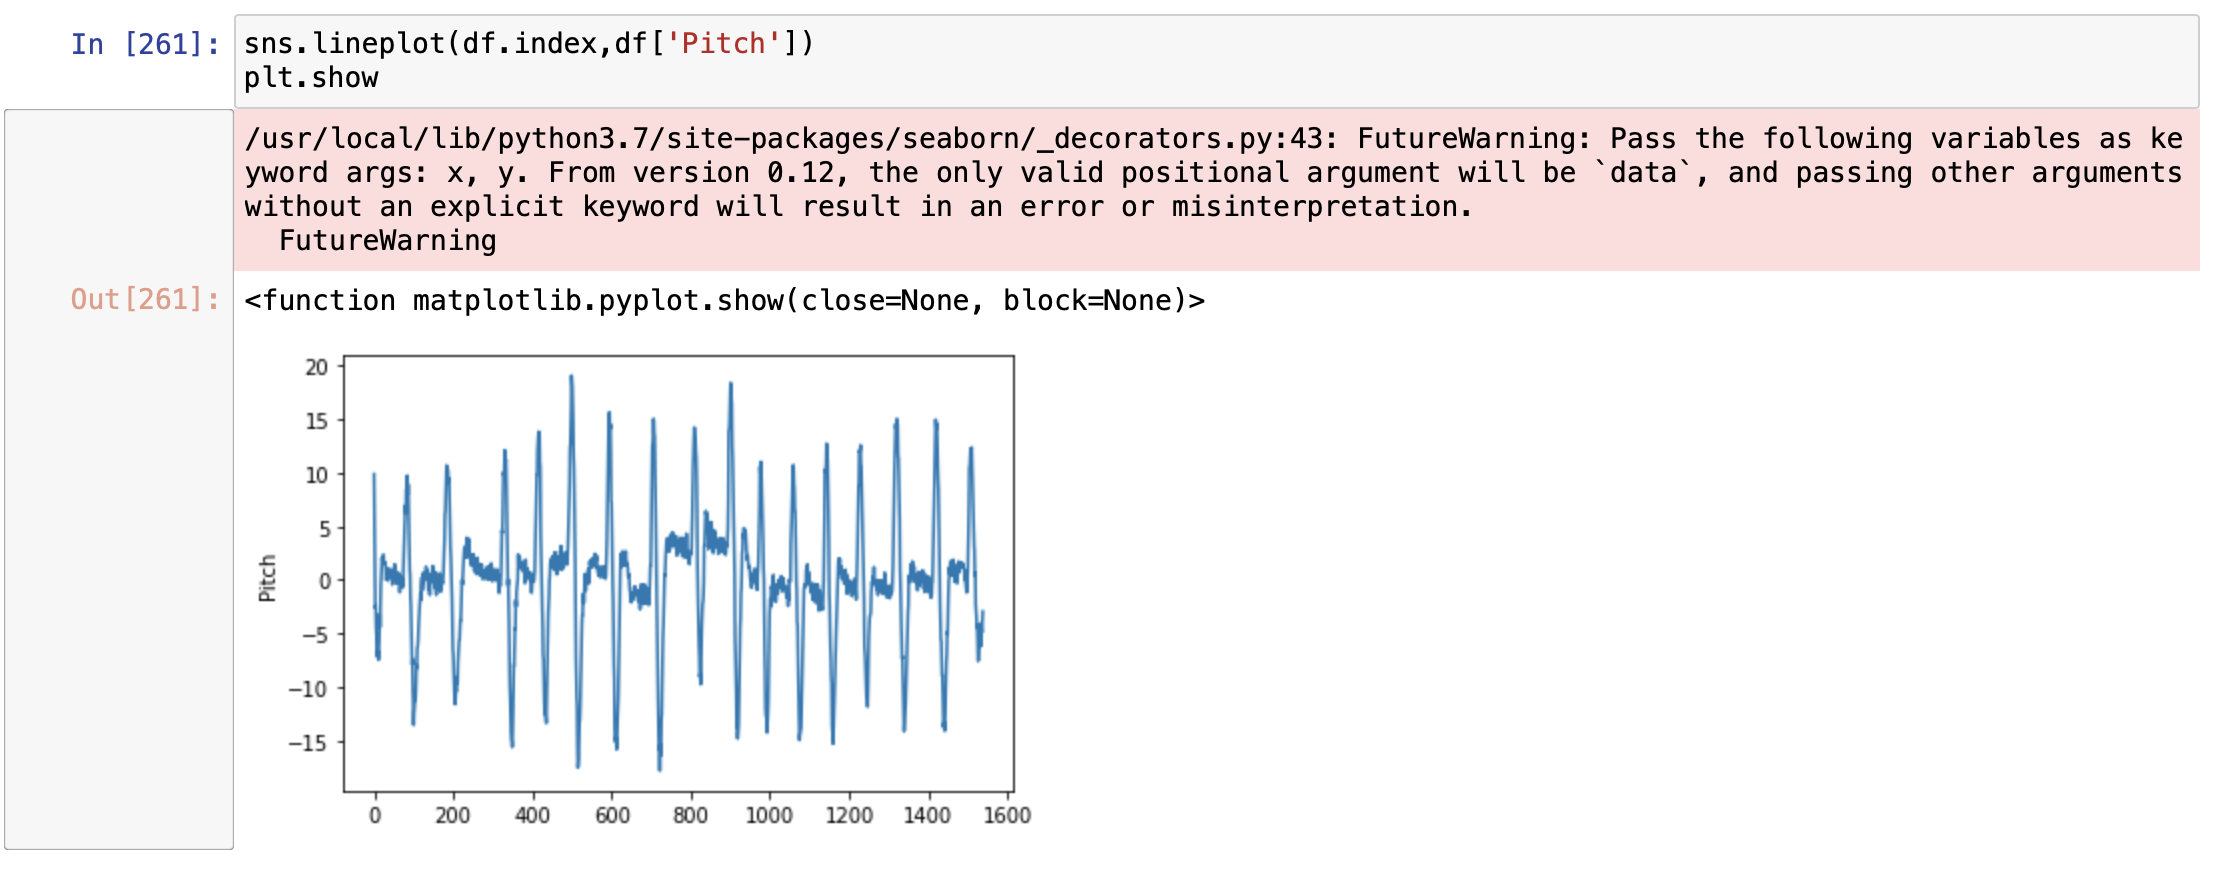 In [261]: sns.lineplot(df.index,df['Pitch'])
plt.show
/usr/local/lib/python3.7/site-packages/seaborn/_decorators.py:43: FutureWarning: Pass the following variables as ke
yword args: x, y. From version 0.12, the only valid positional argument will be `data`, and passing other arguments
without an explicit keyword will result in an error or misinterpretation.
  FutureWarning
Out[261]: <function matplotlib.pyplot.show(close=None, block=None)>
20
15
10
5
0
−5
−10
−15
Pitch
0 200 400 600 800 1000 1200 1400 1600